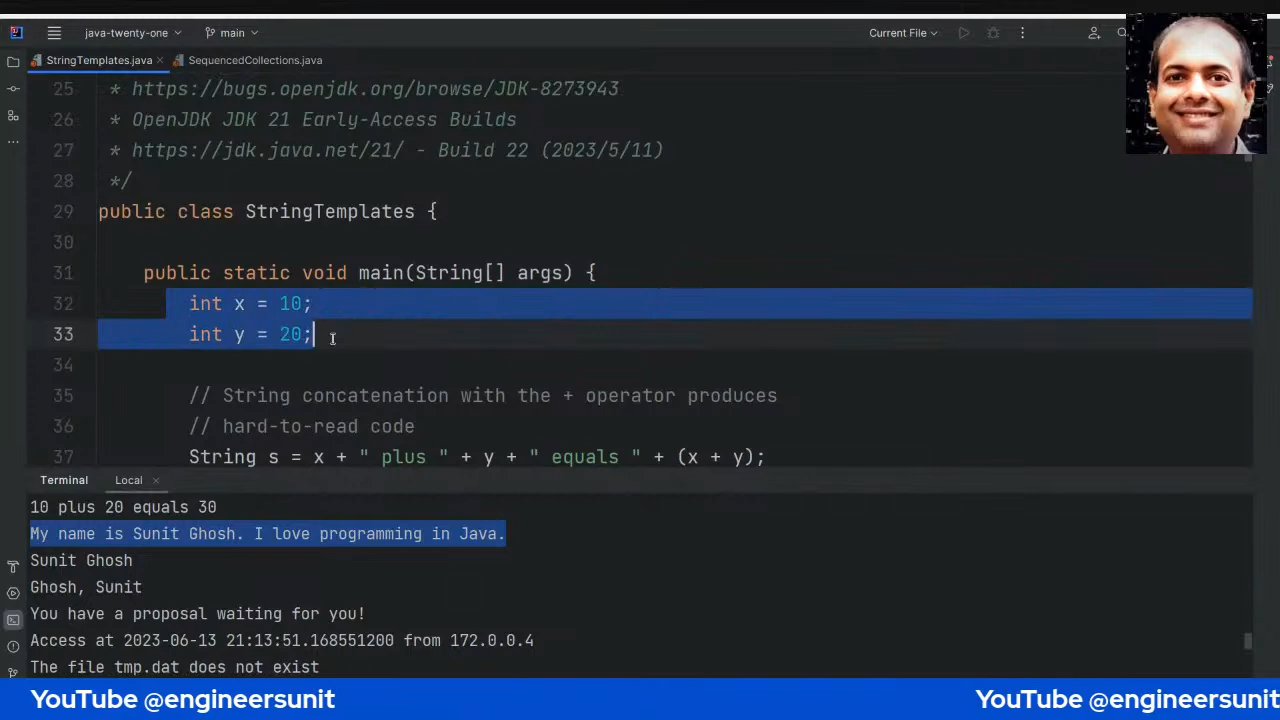 java-twenty-one
main
Current File
StringTemplates.java
SequencedCollections.java
25 * https://bugs.openjdk.org/browse/JDK-8273943
26 * OpenJDK JDK 21 Early-Access Builds
27 * https://jdk.java.net/21/ - Build 22 (2023/5/11)
28 */
29 public class StringTemplates {
30
31 public static void main(String[] args) {
32 int x = 10;
33 int y = 20;
34
35 // String concatenation with the + operator produces
36 // hard-to-read code
37 String s = x + " plus " + y + " equals " + (x + y);
Terminal Local
10 plus 20 equals 30
My name is Sunit Ghosh. I love programming in Java.
Sunit Ghosh
Ghosh, Sunit
You have a proposal waiting for you!
Access at 2023-06-13 21:13:51.168551200 from 172.0.0.4
The file tmp.dat does not exist
YouTube @engineersunit
YouTube @engineersunit